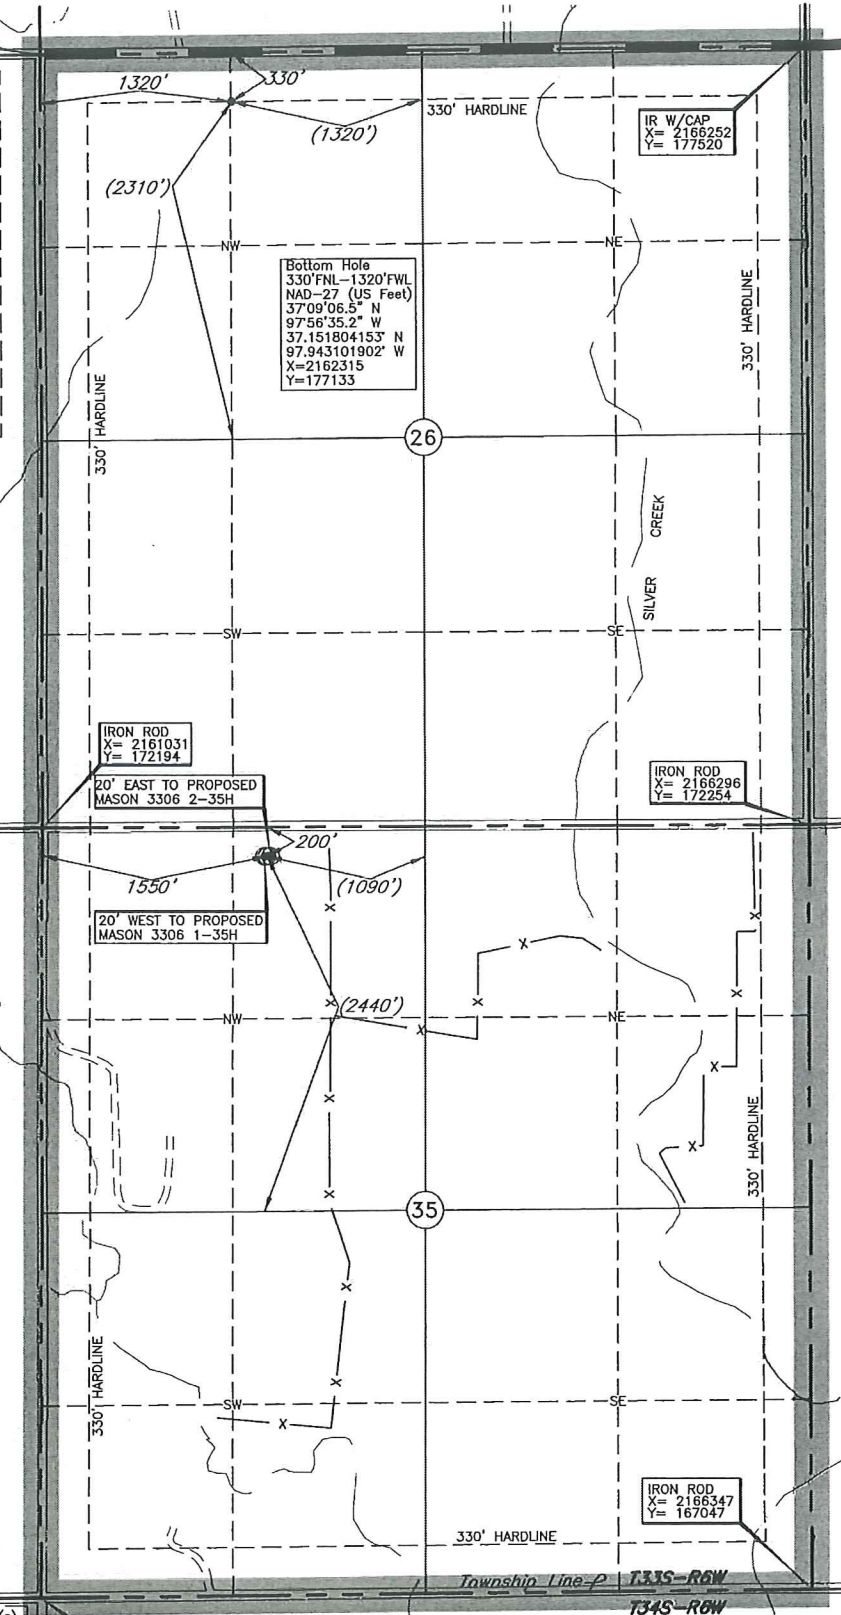 1320'
330'
(1320')
330' HARDLINE
IR W/CAP
X= 2166252
Y= 177520
(2310')
NW
NE
Bottom Hole
330'FNL-1320'FWL
NAD-27 (US Feet)
37°09'06.5" N
97°56'35.2" W
37.151804153° N
97.943101902° W
X=2162315
Y=177133
330' HARDLINE
330' HARDLINE
26
SILVER CREEK
SW
SE
IRON ROD
X= 2161031
Y= 172194
20' EAST TO PROPOSED
MASON 3306 2-35H
IRON ROD
X= 2166296
Y= 172254
200'
1550'
(1090')
X
X
X
X
20' WEST TO PROPOSED
MASON 3306 1-35H
X
X
X
(2440')
NW
X
NE
X
X
X
330' HARDLINE
X
35
X
330' HARDLINE
X
SW
SE
X
IRON ROD
X= 2166347
Y= 167047
330' HARDLINE
Township Line
T33S-R6W
T34S-R6W